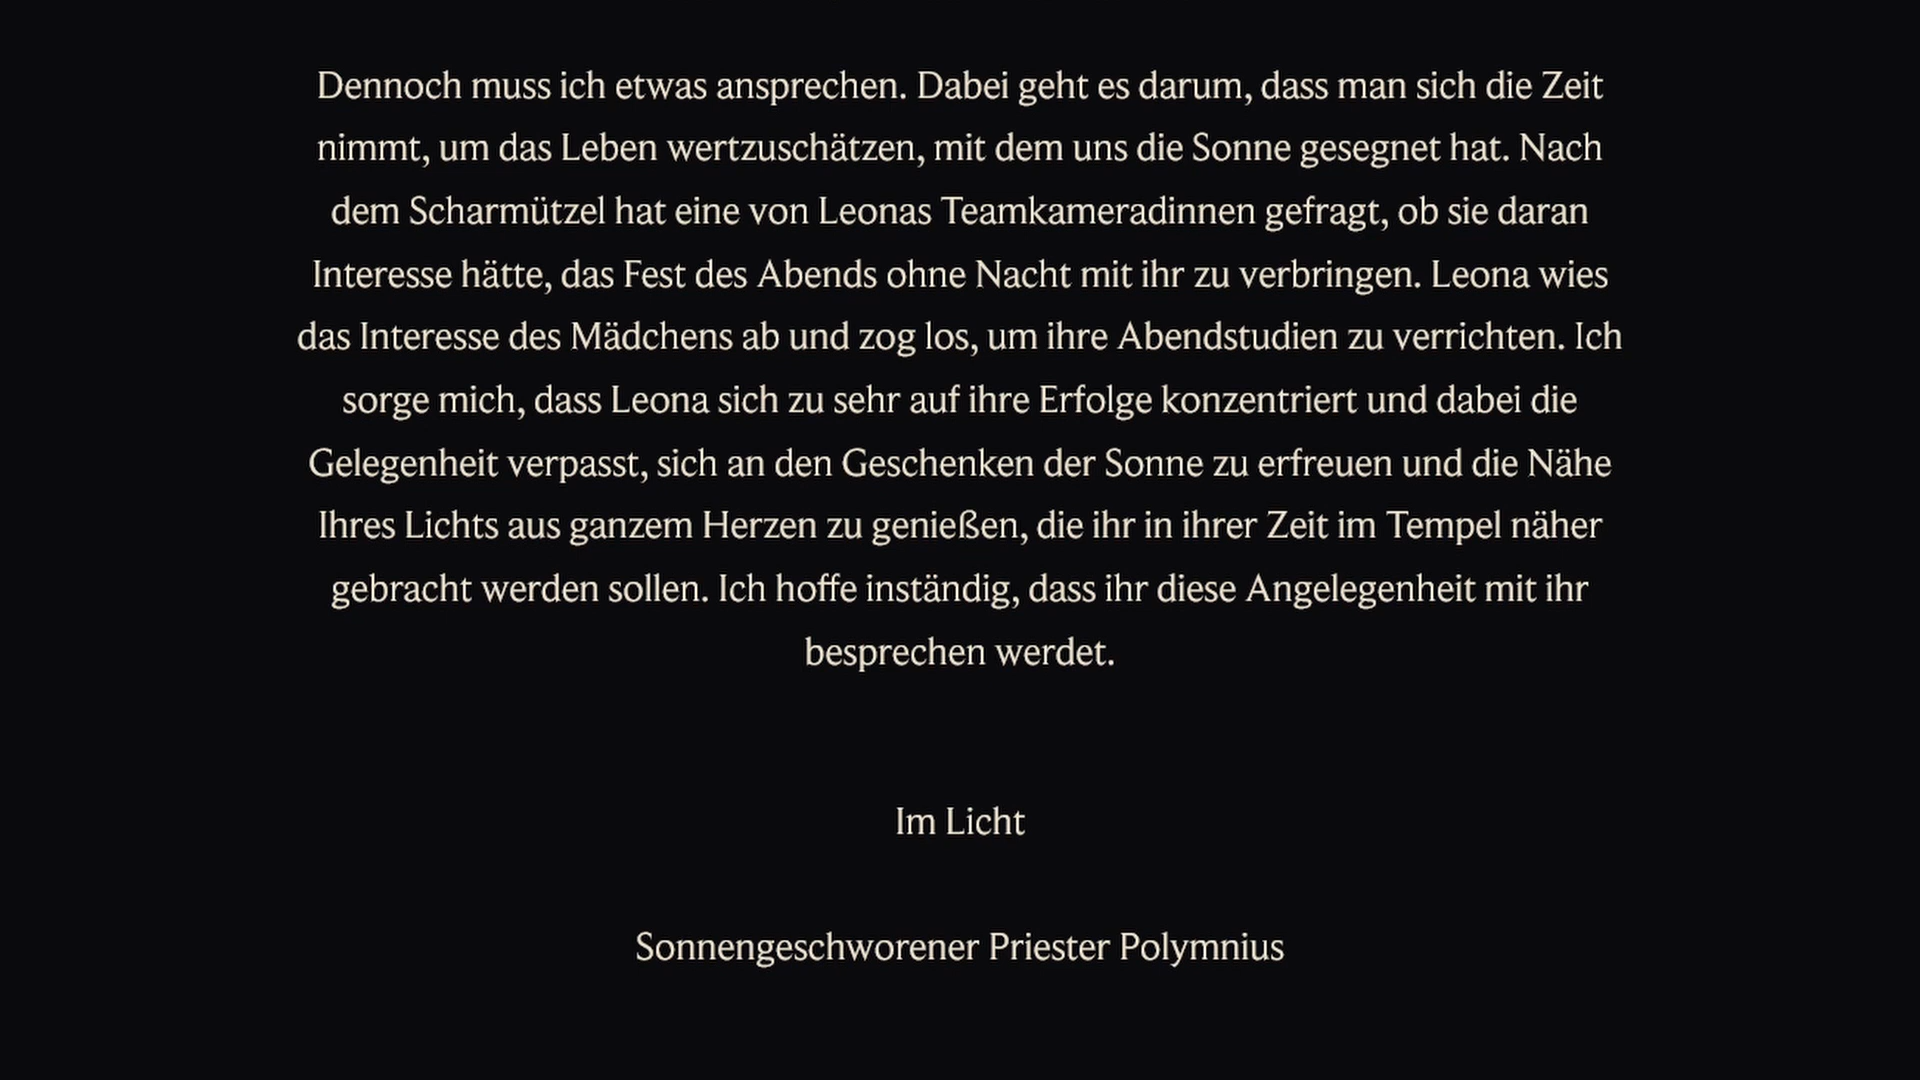 Dennoch muss ich etwas ansprechen. Dabei geht es darum, dass man sich die Zeit
nimmt, um das Leben wertzuschätzen, mit dem uns die Sonne gesegnet hat. Nach
dem Scharmützel hat eine von Leonas Teamkameradinnen gefragt, ob sie daran
Interesse hätte, das Fest des Abends ohne Nacht mit ihr zu verbringen. Leona wies
das Interesse des Mädchens ab und zog los, um ihre Abendstudien zu verrichten. Ich
sorge mich, dass Leona sich zu sehr auf ihre Erfolge konzentriert und dabei die
Gelegenheit verpasst, sich an den Geschenken der Sonne zu erfreuen und die Nähe
Ihres Lichts aus ganzem Herzen zu genießen, die ihr in ihrer Zeit im Tempel näher
gebracht werden sollen. Ich hoffe inständig, dass ihr diese Angelegenheit mit ihr
besprechen werdet.
Im Licht
Sonnengeschworener Priester Polymnius